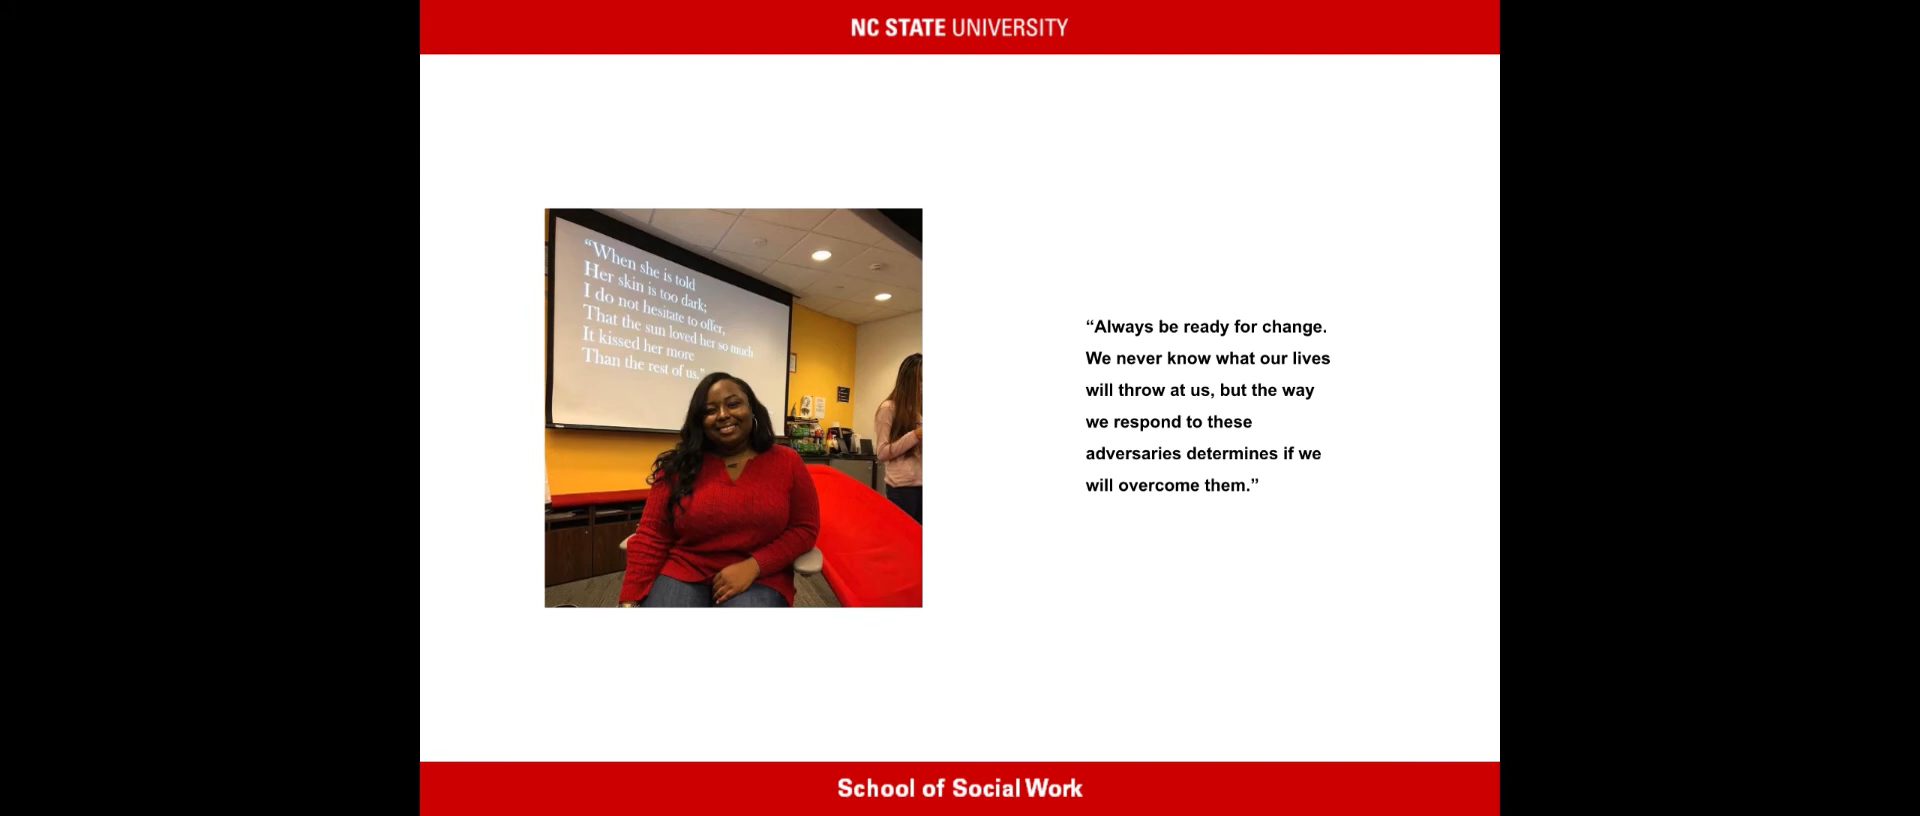 NC STATE UNIVERSITY
“When she is told
Her skin is too dark;
I do not hesitate to offer,
That the sun loved her so much
It kissed her more
Than the rest of us.”
“Always be ready for change.
We never know what our lives
will throw at us, but the way
we respond to these
adversaries determines if we
will overcome them.”
School of Social Work